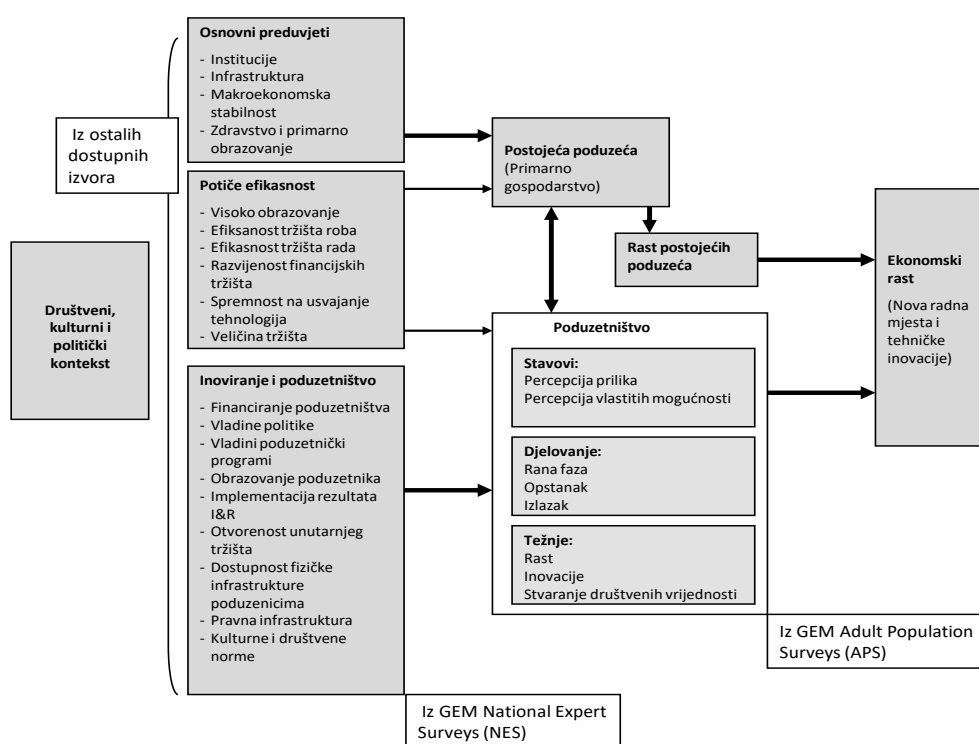 Osnovni preduvjeti
- Institucije
- Infrastruktura
- Makroekonomska
stabilnost
- Zdravstvo i primarno
obrazovanje
Iz ostalih
dostupnih
izvora
Potiče efikasnost
- Visoko obrazovanje
- Efiksanost tržišta roba
- Efikasnost tržišta rada
- Razvijenost financijskih
tržišta
- Spremnost na usvajanje
tehnologija
- Veličina tržišta
Društveni,
kulturni i
politički
kontekst
Inoviranje i poduzetništvo
- Financiranje poduzetništva
- Vladine politike
- Vladini poduzetnički
programi
- Obrazovanje poduzetnika
- Implementacija rezultata
I&R
- Otvorenost unutarnjeg
tržišta
- Dostupnost fizičke
infrastrukture
poduzenicima
- Pravna infrastruktura
- Kulturne i društvene
norme
Iz GEM National Expert
Surveys (NES)
Postojeća poduzeća
(Primarno
gospodarstvo)
Rast postojećih
poduzeća
Poduzetništvo
Stavovi:
Percepcija prilika
Percepcija vlastitih mogućnosti
Djelovanje:
Rana faza
Opstanak
Izlazak
Težnje:
Rast
Inovacije
Stvaranje društvenih vrijednosti
Iz GEM Adult Population
Surveys (APS)
Ekonomski
rast
(Nova radna
mjesta i
tehničke
inovacije)